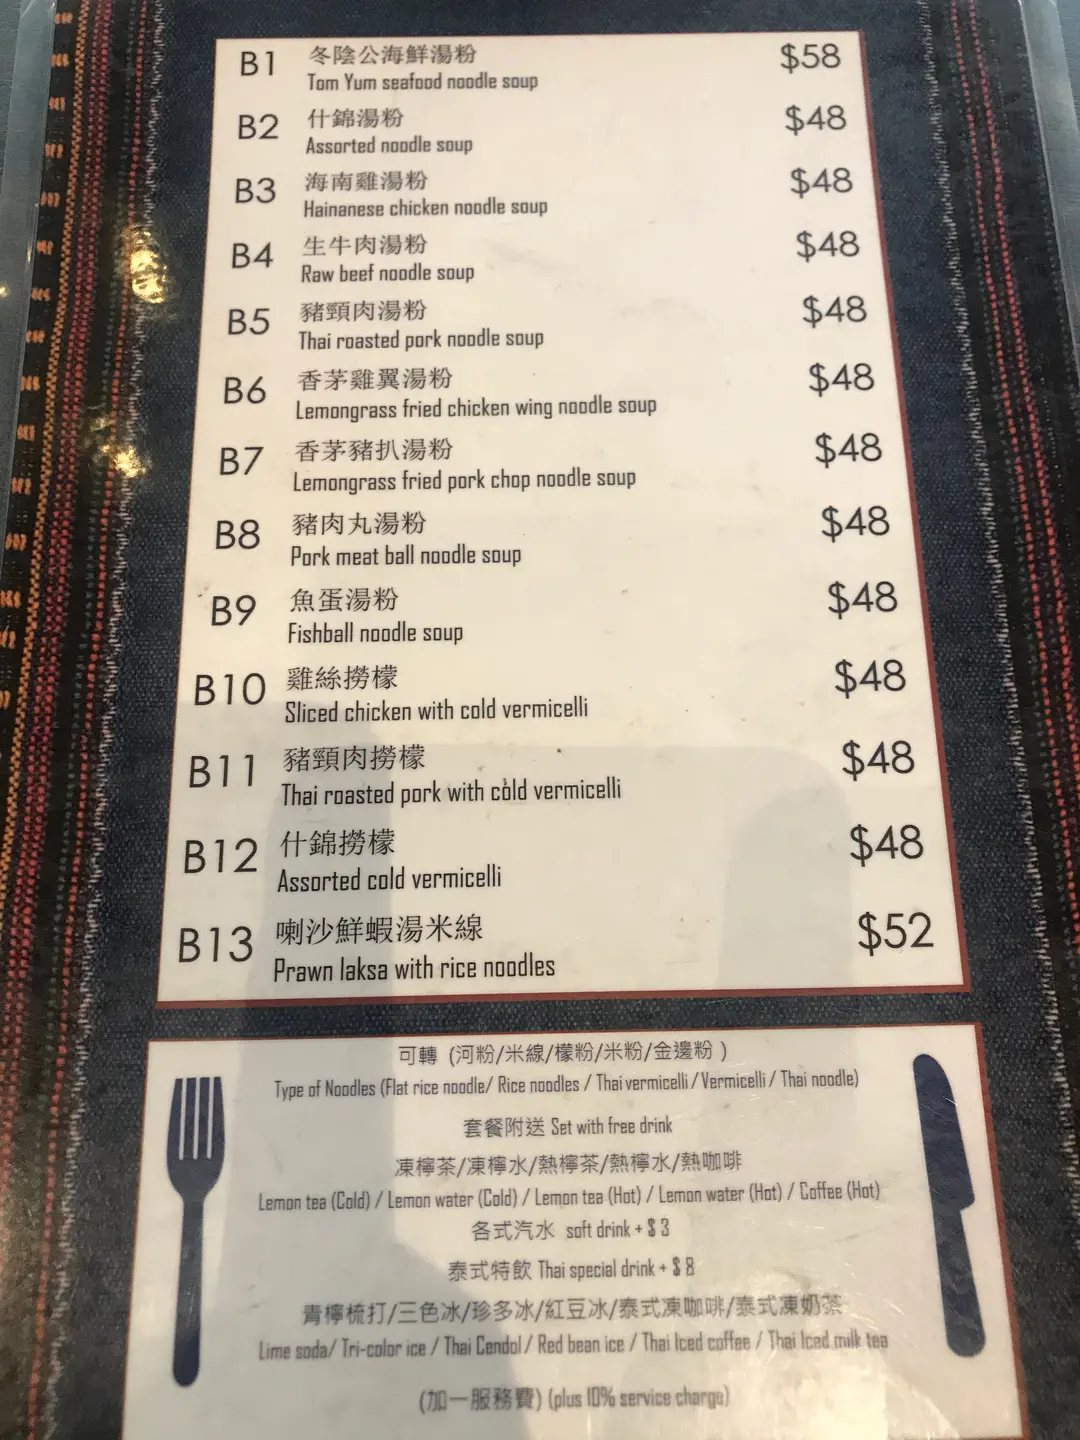 B1 冬陰公海鮮湯粉 $58
Tom Yum seafood noodle soup
B2 什錦湯粉 $48
Assorted noodle soup
B3 海南雞湯粉 $48
Hainanese chicken noodle soup
B4 生牛肉湯粉 $48
Raw beef noodle soup
B5 豬頸肉湯粉 $48
Thai roasted pork noodle soup
B6 香茅雞翼湯粉 $48
Lemongrass fried chicken wing noodle soup
B7 香茅豬扒湯粉 $48
Lemongrass fried pork chop noodle soup
B8 豬肉丸湯粉 $48
Pork meat ball noodle soup
B9 魚蛋湯粉 $48
Fishball noodle soup
B10 雞絲撈檬 $48
Sliced chicken with cold vermicelli
B11 豬頸肉撈檬 $48
Thai roasted pork with cold vermicelli
B12 什錦撈檬 $48
Assorted cold vermicelli
B13 喇沙鮮蝦湯米線 $52
Prawn laksa with rice noodles
可轉 (河粉/米線/檬粉/米粉/金邊粉)
Type of Noodles (Flat rice noodle/ Rice noodles / Thai vermicelli / Vermicelli / Thai noodle)
套餐附送 Set with free drink
凍檸茶/凍檸水/熱檸茶/熱檸水/熱咖啡
Lemon tea (Cold) / Lemon water (Cold) / Lemon tea (Hot) / Lemon water (Hot) / Coffee (Hot)
各式汽水 soft drink + $ 3
泰式特飲 Thai special drink + $ 8
青檸梳打/三色冰/珍多冰/紅豆冰/泰式凍咖啡/泰式凍奶茶
Lime soda/ Tri-color ice / Thai Cendol / Red bean ice / Thai Iced coffee / Thai Iced milk tea
(加一服務費) (plus 10% service charge)